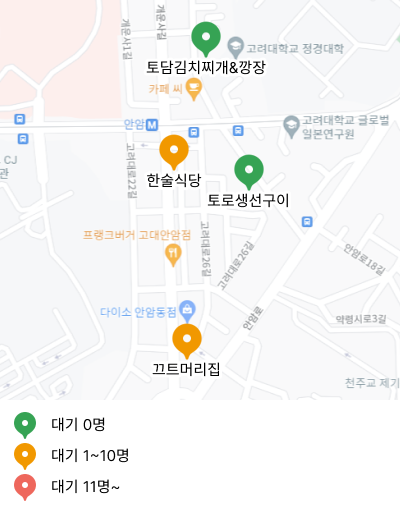 개운사1길
개운사길
고려대학교 정경대학
토담김치찌개&깡장
카페 씨
안암 M
고려대학교 글로벌
일본연구원
CJ
관
고려대로22길
한술식당
토로생선구이
프랭크버거 고대안암점
고려대로26길
고려대로26길
안암로18길
다이소 안암동점
안암로
약령시로3길
끄트머리집
천주교 제기
대기 0명
대기 1~10명
대기 11명~